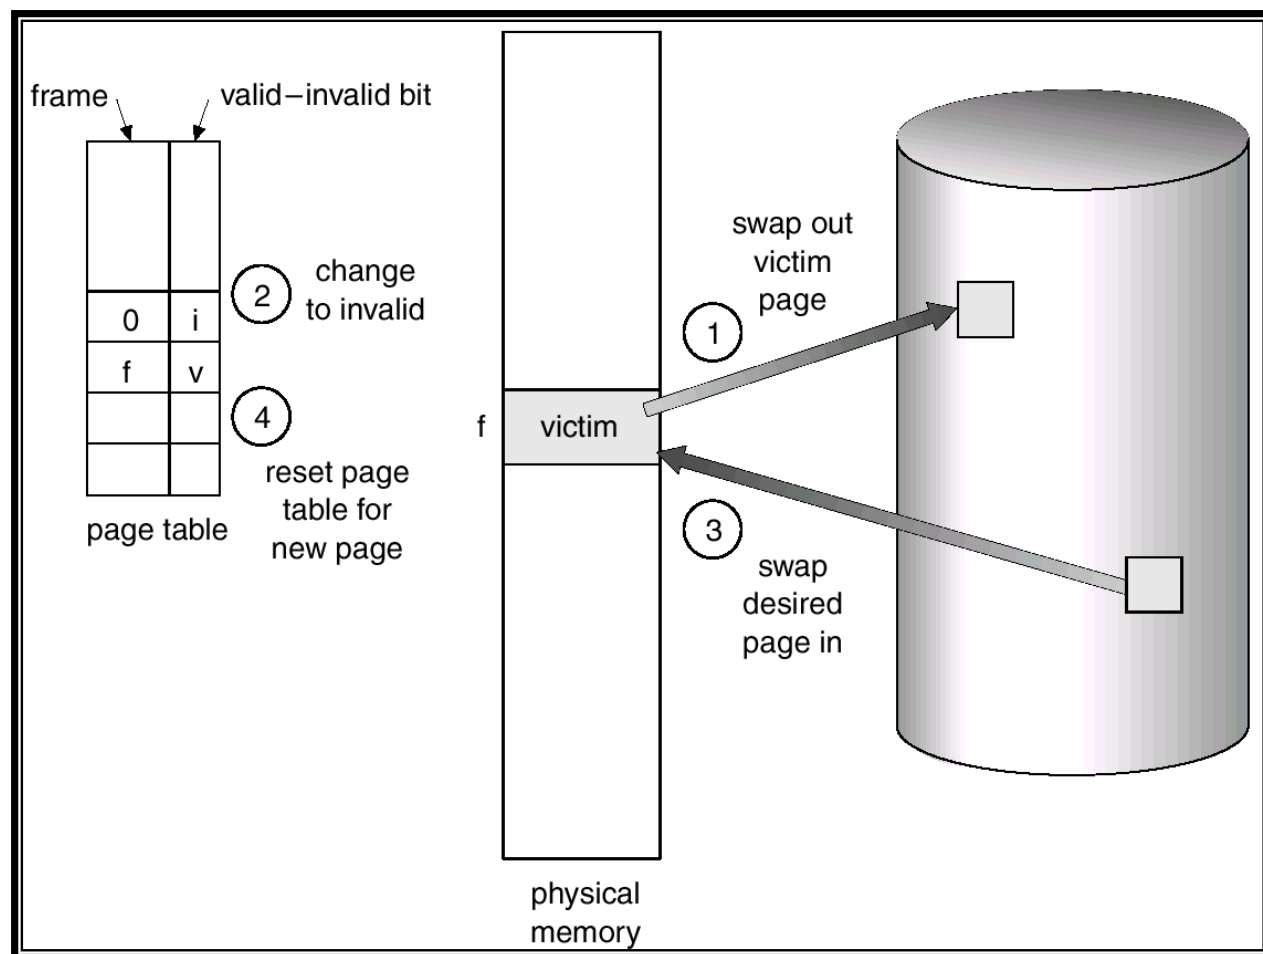 frame
valid–invalid bit
2
change
to invalid
0 i
f v
4
reset page
table for
new page
page table
f
victim
physical
memory
swap out
victim
page
1
3
swap
desired
page in